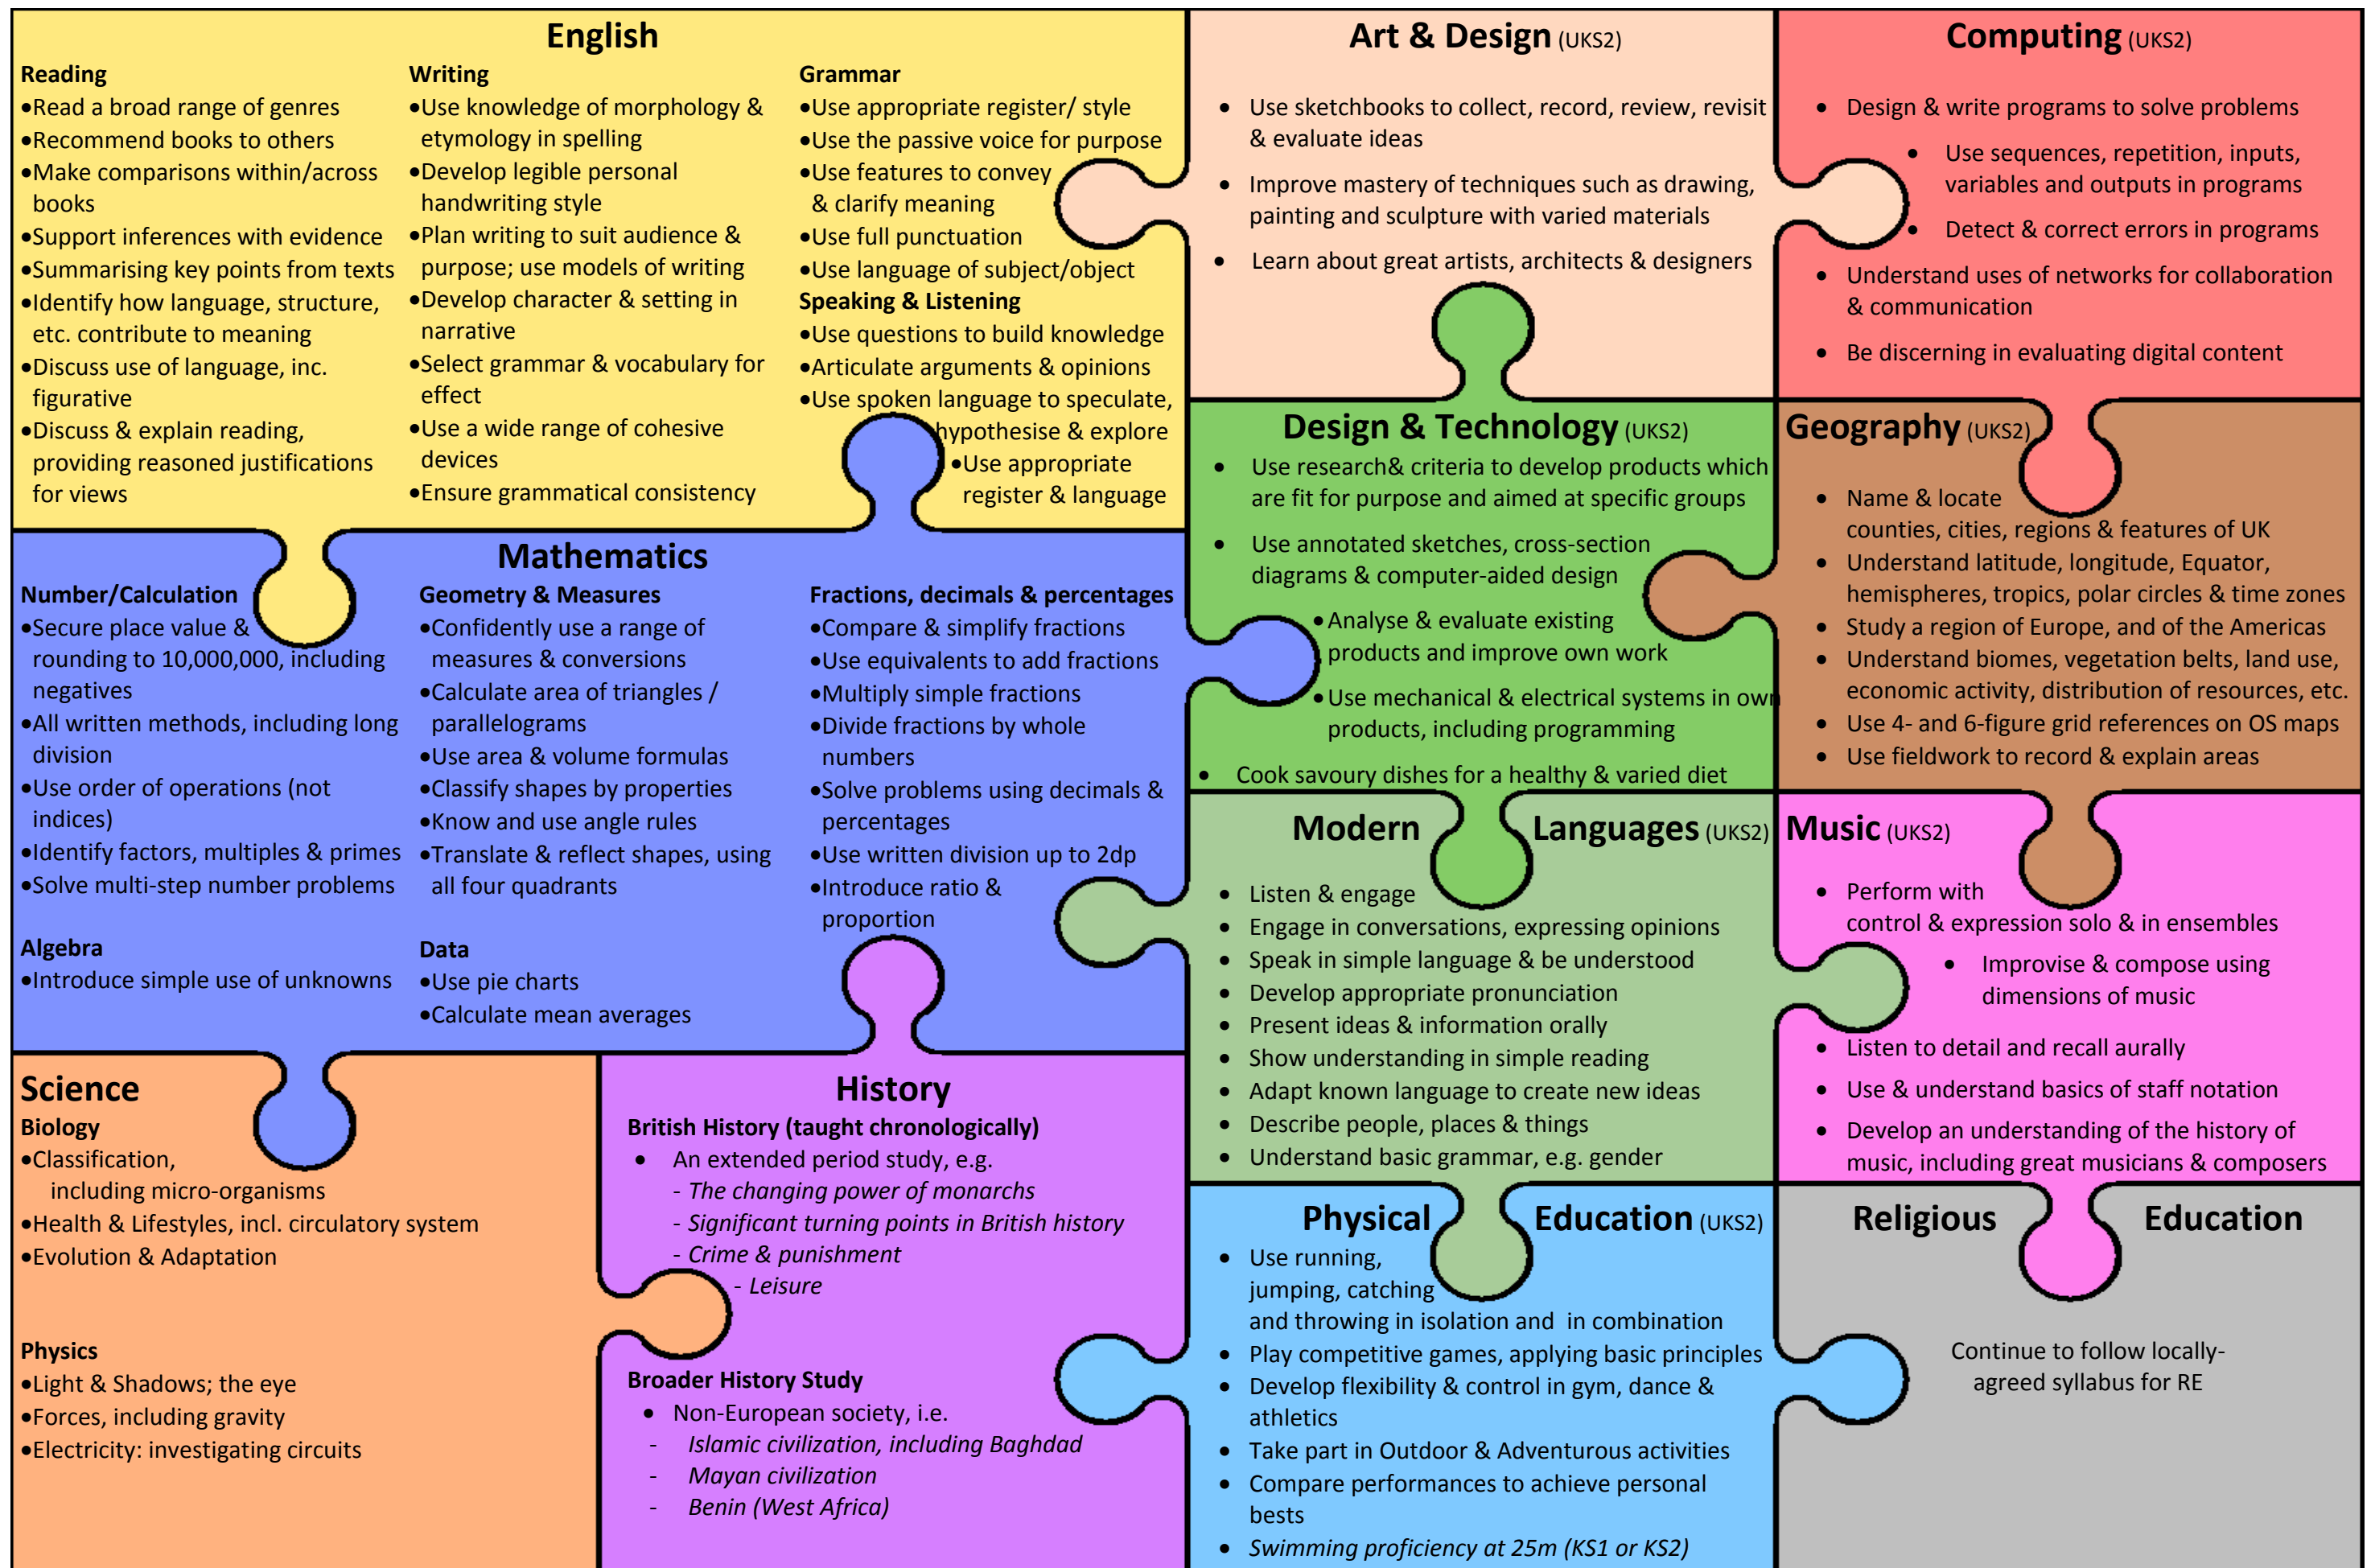 English
Reading
•Read a broad range of genres
•Recommend books to others
•Make comparisons within/across
books
•Support inferences with evidence
•Summarising key points from texts
•Identify how language, structure,
etc. contribute to meaning
•Discuss use of language, inc.
figurative
•Discuss & explain reading,
providing reasoned justifications
for views
Writing
•Use knowledge of morphology &
etymology in spelling
•Develop legible personal
handwriting style
•Plan writing to suit audience &
purpose; use models of writing
•Develop character & setting in
narrative
•Select grammar & vocabulary for
effect
•Use a wide range of cohesive
devices
•Ensure grammatical consistency
Grammar
•Use appropriate register/ style
•Use the passive voice for purpose
•Use features to convey
& clarify meaning
•Use full punctuation
•Use language of subject/object
Speaking & Listening
•Use questions to build knowledge
•Articulate arguments & opinions
•Use spoken language to speculate,
hypothesise & explore
•Use appropriate
register & language
Art & Design (UKS2)
• Use sketchbooks to collect, record, review, revisit
& evaluate ideas
• Improve mastery of techniques such as drawing,
painting and sculpture with varied materials
• Learn about great artists, architects & designers
Computing (UKS2)
• Design & write programs to solve problems
• Use sequences, repetition, inputs,
variables and outputs in programs
• Detect & correct errors in programs
• Understand uses of networks for collaboration
& communication
• Be discerning in evaluating digital content
Design & Technology (UKS2)
• Use research& criteria to develop products which
are fit for purpose and aimed at specific groups
• Use annotated sketches, cross-section
diagrams & computer-aided design
•Analyse & evaluate existing
products and improve own work
•Use mechanical & electrical systems in own
products, including programming
• Cook savoury dishes for a healthy & varied diet
Geography (UKS2)
• Name & locate
counties, cities, regions & features of UK
• Understand latitude, longitude, Equator,
hemispheres, tropics, polar circles & time zones
• Study a region of Europe, and of the Americas
• Understand biomes, vegetation belts, land use,
economic activity, distribution of resources, etc.
• Use 4- and 6-figure grid references on OS maps
• Use fieldwork to record & explain areas
Mathematics
Number/Calculation
•Secure place value &
rounding to 10,000,000, including
negatives
•All written methods, including long
division
•Use order of operations (not
indices)
•Identify factors, multiples & primes
•Solve multi-step number problems
Algebra
•Introduce simple use of unknowns
Geometry & Measures
•Confidently use a range of
measures & conversions
•Calculate area of triangles /
parallelograms
•Use area & volume formulas
•Classify shapes by properties
•Know and use angle rules
•Translate & reflect shapes, using
all four quadrants
Data
•Use pie charts
•Calculate mean averages
Fractions, decimals & percentages
•Compare & simplify fractions
•Use equivalents to add fractions
•Multiply simple fractions
•Divide fractions by whole
numbers
•Solve problems using decimals &
percentages
•Use written division up to 2dp
•Introduce ratio &
proportion
Modern Languages (UKS2)
• Listen & engage
• Engage in conversations, expressing opinions
• Speak in simple language & be understood
• Develop appropriate pronunciation
• Present ideas & information orally
• Show understanding in simple reading
• Adapt known language to create new ideas
• Describe people, places & things
• Understand basic grammar, e.g. gender
Music (UKS2)
• Perform with
control & expression solo & in ensembles
• Improvise & compose using
dimensions of music
• Listen to detail and recall aurally
• Use & understand basics of staff notation
• Develop an understanding of the history of
music, including great musicians & composers
Science
Biology
•Classification,
including micro-organisms
•Health & Lifestyles, incl. circulatory system
•Evolution & Adaptation
Physics
•Light & Shadows; the eye
•Forces, including gravity
•Electricity: investigating circuits
History
British History (taught chronologically)
• An extended period study, e.g.
- The changing power of monarchs
- Significant turning points in British history
- Crime & punishment
- Leisure
Broader History Study
• Non-European society, i.e.
- Islamic civilization, including Baghdad
- Mayan civilization
- Benin (West Africa)
Physical Education (UKS2)
• Use running,
jumping, catching
and throwing in isolation and in combination
• Play competitive games, applying basic principles
• Develop flexibility & control in gym, dance &
athletics
• Take part in Outdoor & Adventurous activities
• Compare performances to achieve personal
bests
• Swimming proficiency at 25m (KS1 or KS2)
Religious Education
Continue to follow locally-
agreed syllabus for RE